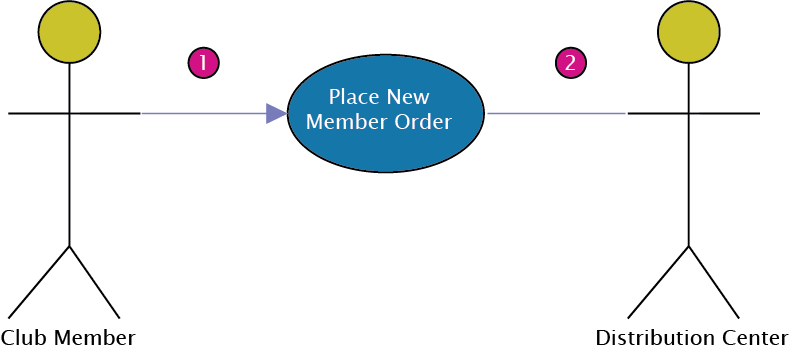 1
2
Place New
Member Order
Club Member
Distribution Center